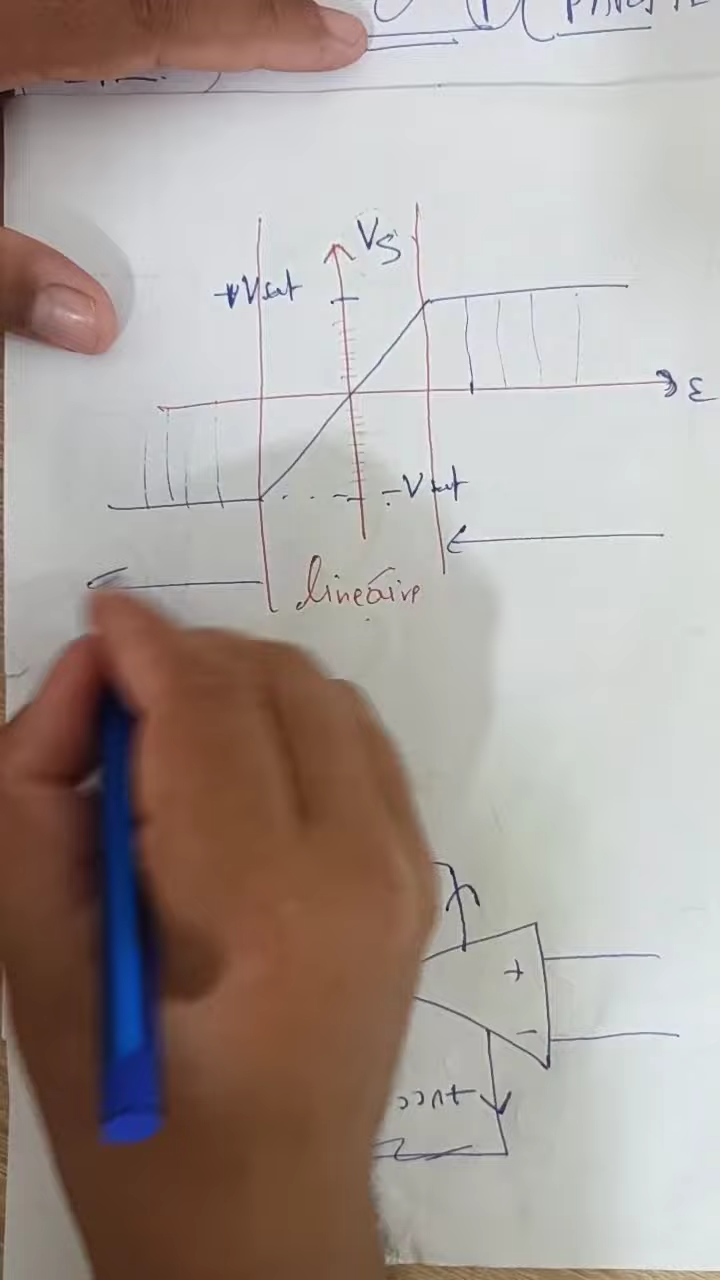 Vs
+Vsat
ε
-Vsat
linéaire
+
-
+Vcc